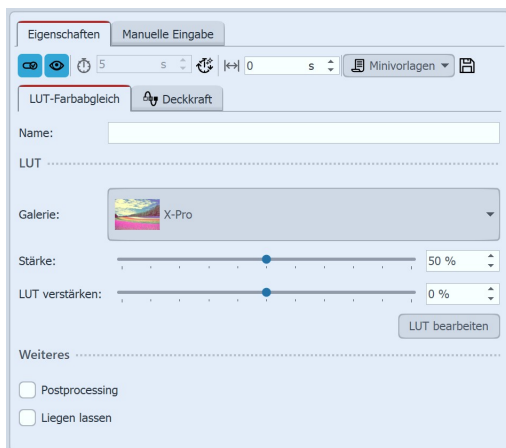 Eigenschaften Manuelle Eingabe
5 s 0 s Minivorlagen
LUT-Farbabgleich Deckkraft
Name:
LUT
Galerie: X-Pro
Stärke: 50 %
LUT verstärken: 0 %
LUT bearbeiten
Weiteres
Postprocessing
Liegen lassen